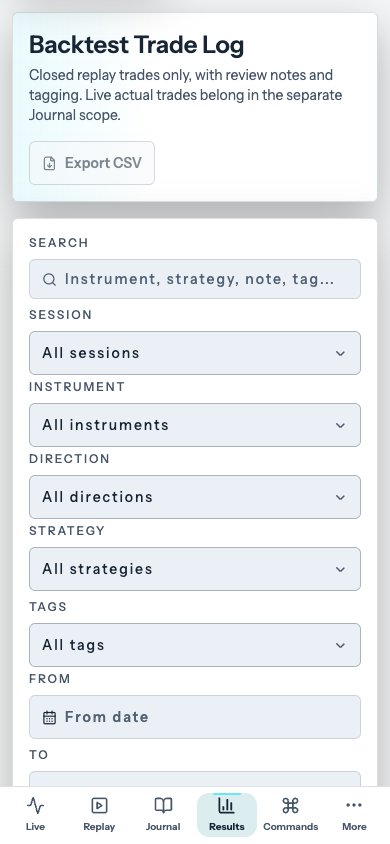 Backtest Trade Log
Closed replay trades only, with review notes and
tagging. Live actual trades belong in the separate
Journal scope.
Export CSV
SEARCH
Instrument, strategy, note, tag...
SESSION
All sessions
INSTRUMENT
All instruments
DIRECTION
All directions
STRATEGY
All strategies
TAGS
All tags
FROM
From date
TO
Live Replay Journal Results Commands More